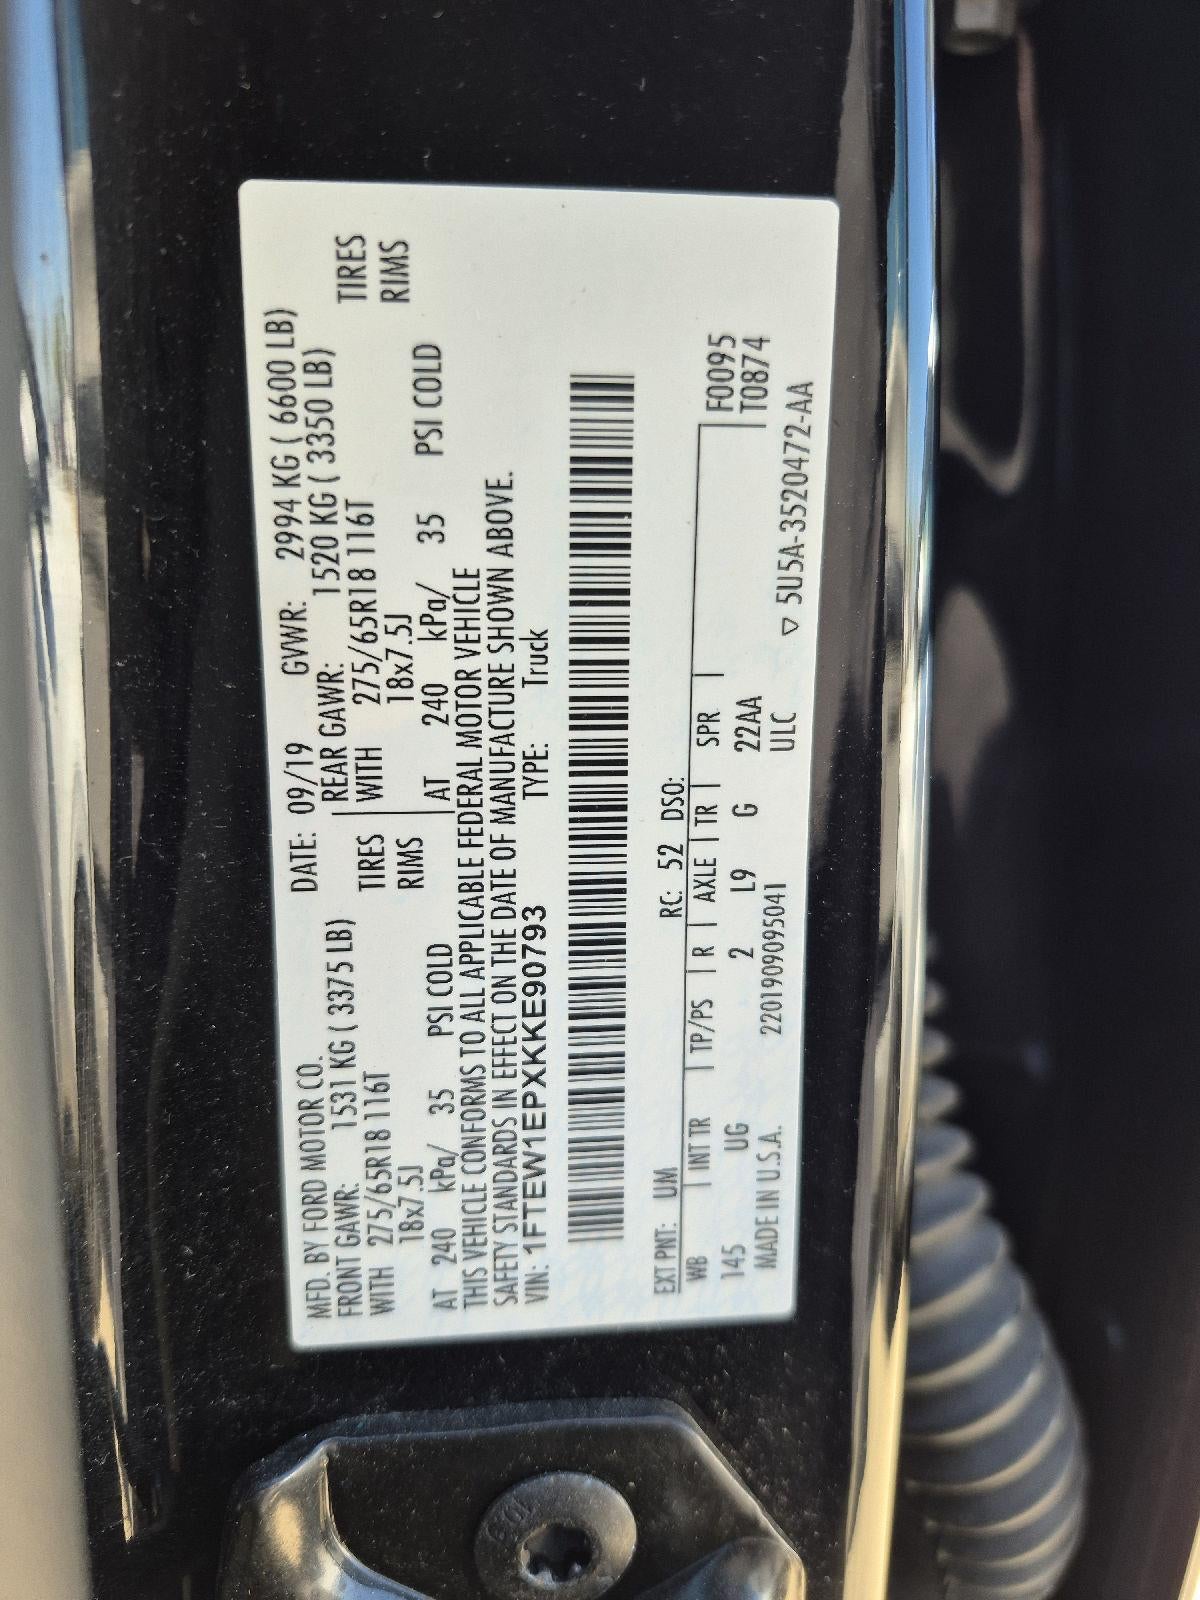 MFD. BY FORD MOTOR CO. DATE: 09/19 GVWR: 2994 KG ( 6600 LB)
FRONT GAWR: 1531 KG ( 3375 LB) REAR GAWR: 1520 KG ( 3350 LB)
WITH 275/65R18 116T TIRES WITH 275/65R18 116T TIRES
18x7.5J RIMS 18x7.5J RIMS
AT 240 kPa/ 35 PSI COLD AT 240 kPa/ 35 PSI COLD
THIS VEHICLE CONFORMS TO ALL APPLICABLE FEDERAL MOTOR VEHICLE
SAFETY STANDARDS IN EFFECT ON THE DATE OF MANUFACTURE SHOWN ABOVE.
VIN: 1FTEW1EPXKKE90793 TYPE: Truck
EXT PNT: UM RC: 52 DSO:
WB INT TR TP/PS R AXLE TR SPR F0095
145 UG 2 L9 G 22AA T0874
MADE IN U.S.A. 220190909504​1 ULC ▽ 5U5A-3520472-AA